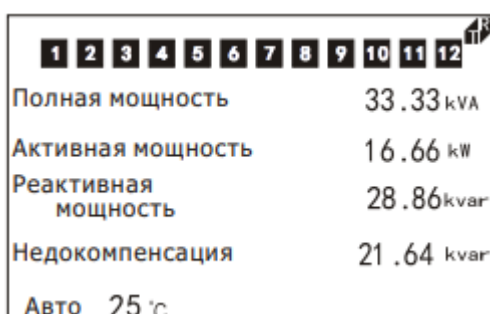 1 2 3 4 5 6 7 8 9 10 11 12
Полная мощность 33.33 kVA
Активная мощность 16.66 kW
Реактивная
мощность 28.86 kvar
Недокомпенсация 21.64 kvar
Авто 25 °C